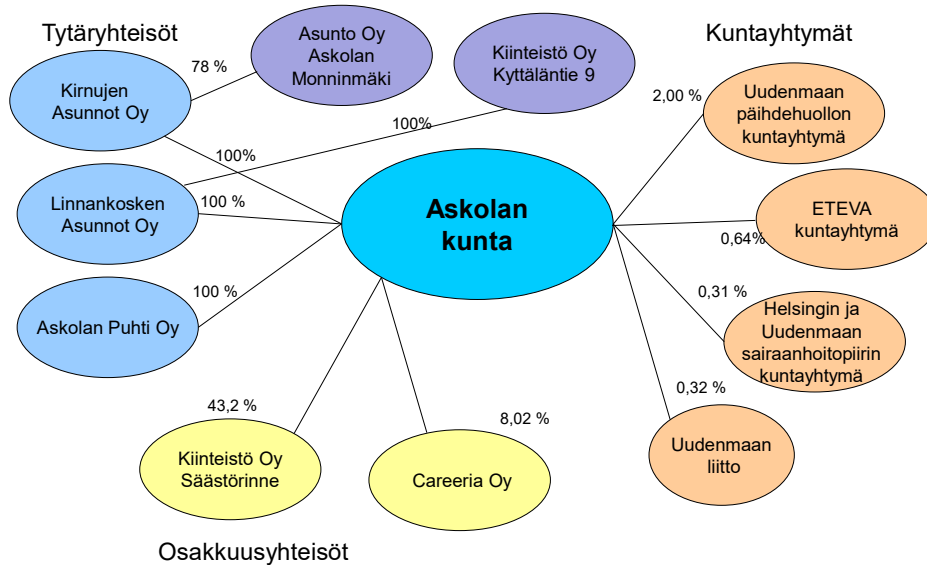 Tytäryhteisöt
Kuntayhtymät
Asunto Oy
Askolan
Monninmäki
Kiinteistö Oy
Kyttäläntie 9
78 %
Kirnujen
Asunnot Oy
2,00 %
Uudenmaan
päihdehuollon
kuntayhtymä
100%
100%
Linnankosken
Asunnot Oy
100 %
Askolan
kunta
ETEVA
kuntayhtymä
0,64%
100 %
Askolan Puhti Oy
0,31 %
Helsingin ja
Uudenmaan
sairaanhoitopiirin
kuntayhtymä
0,32 %
43,2 %
8,02 %
Kiinteistö Oy
Säästörinne
Careeria Oy
Uudenmaan
liitto
Osakkuusyhteisöt